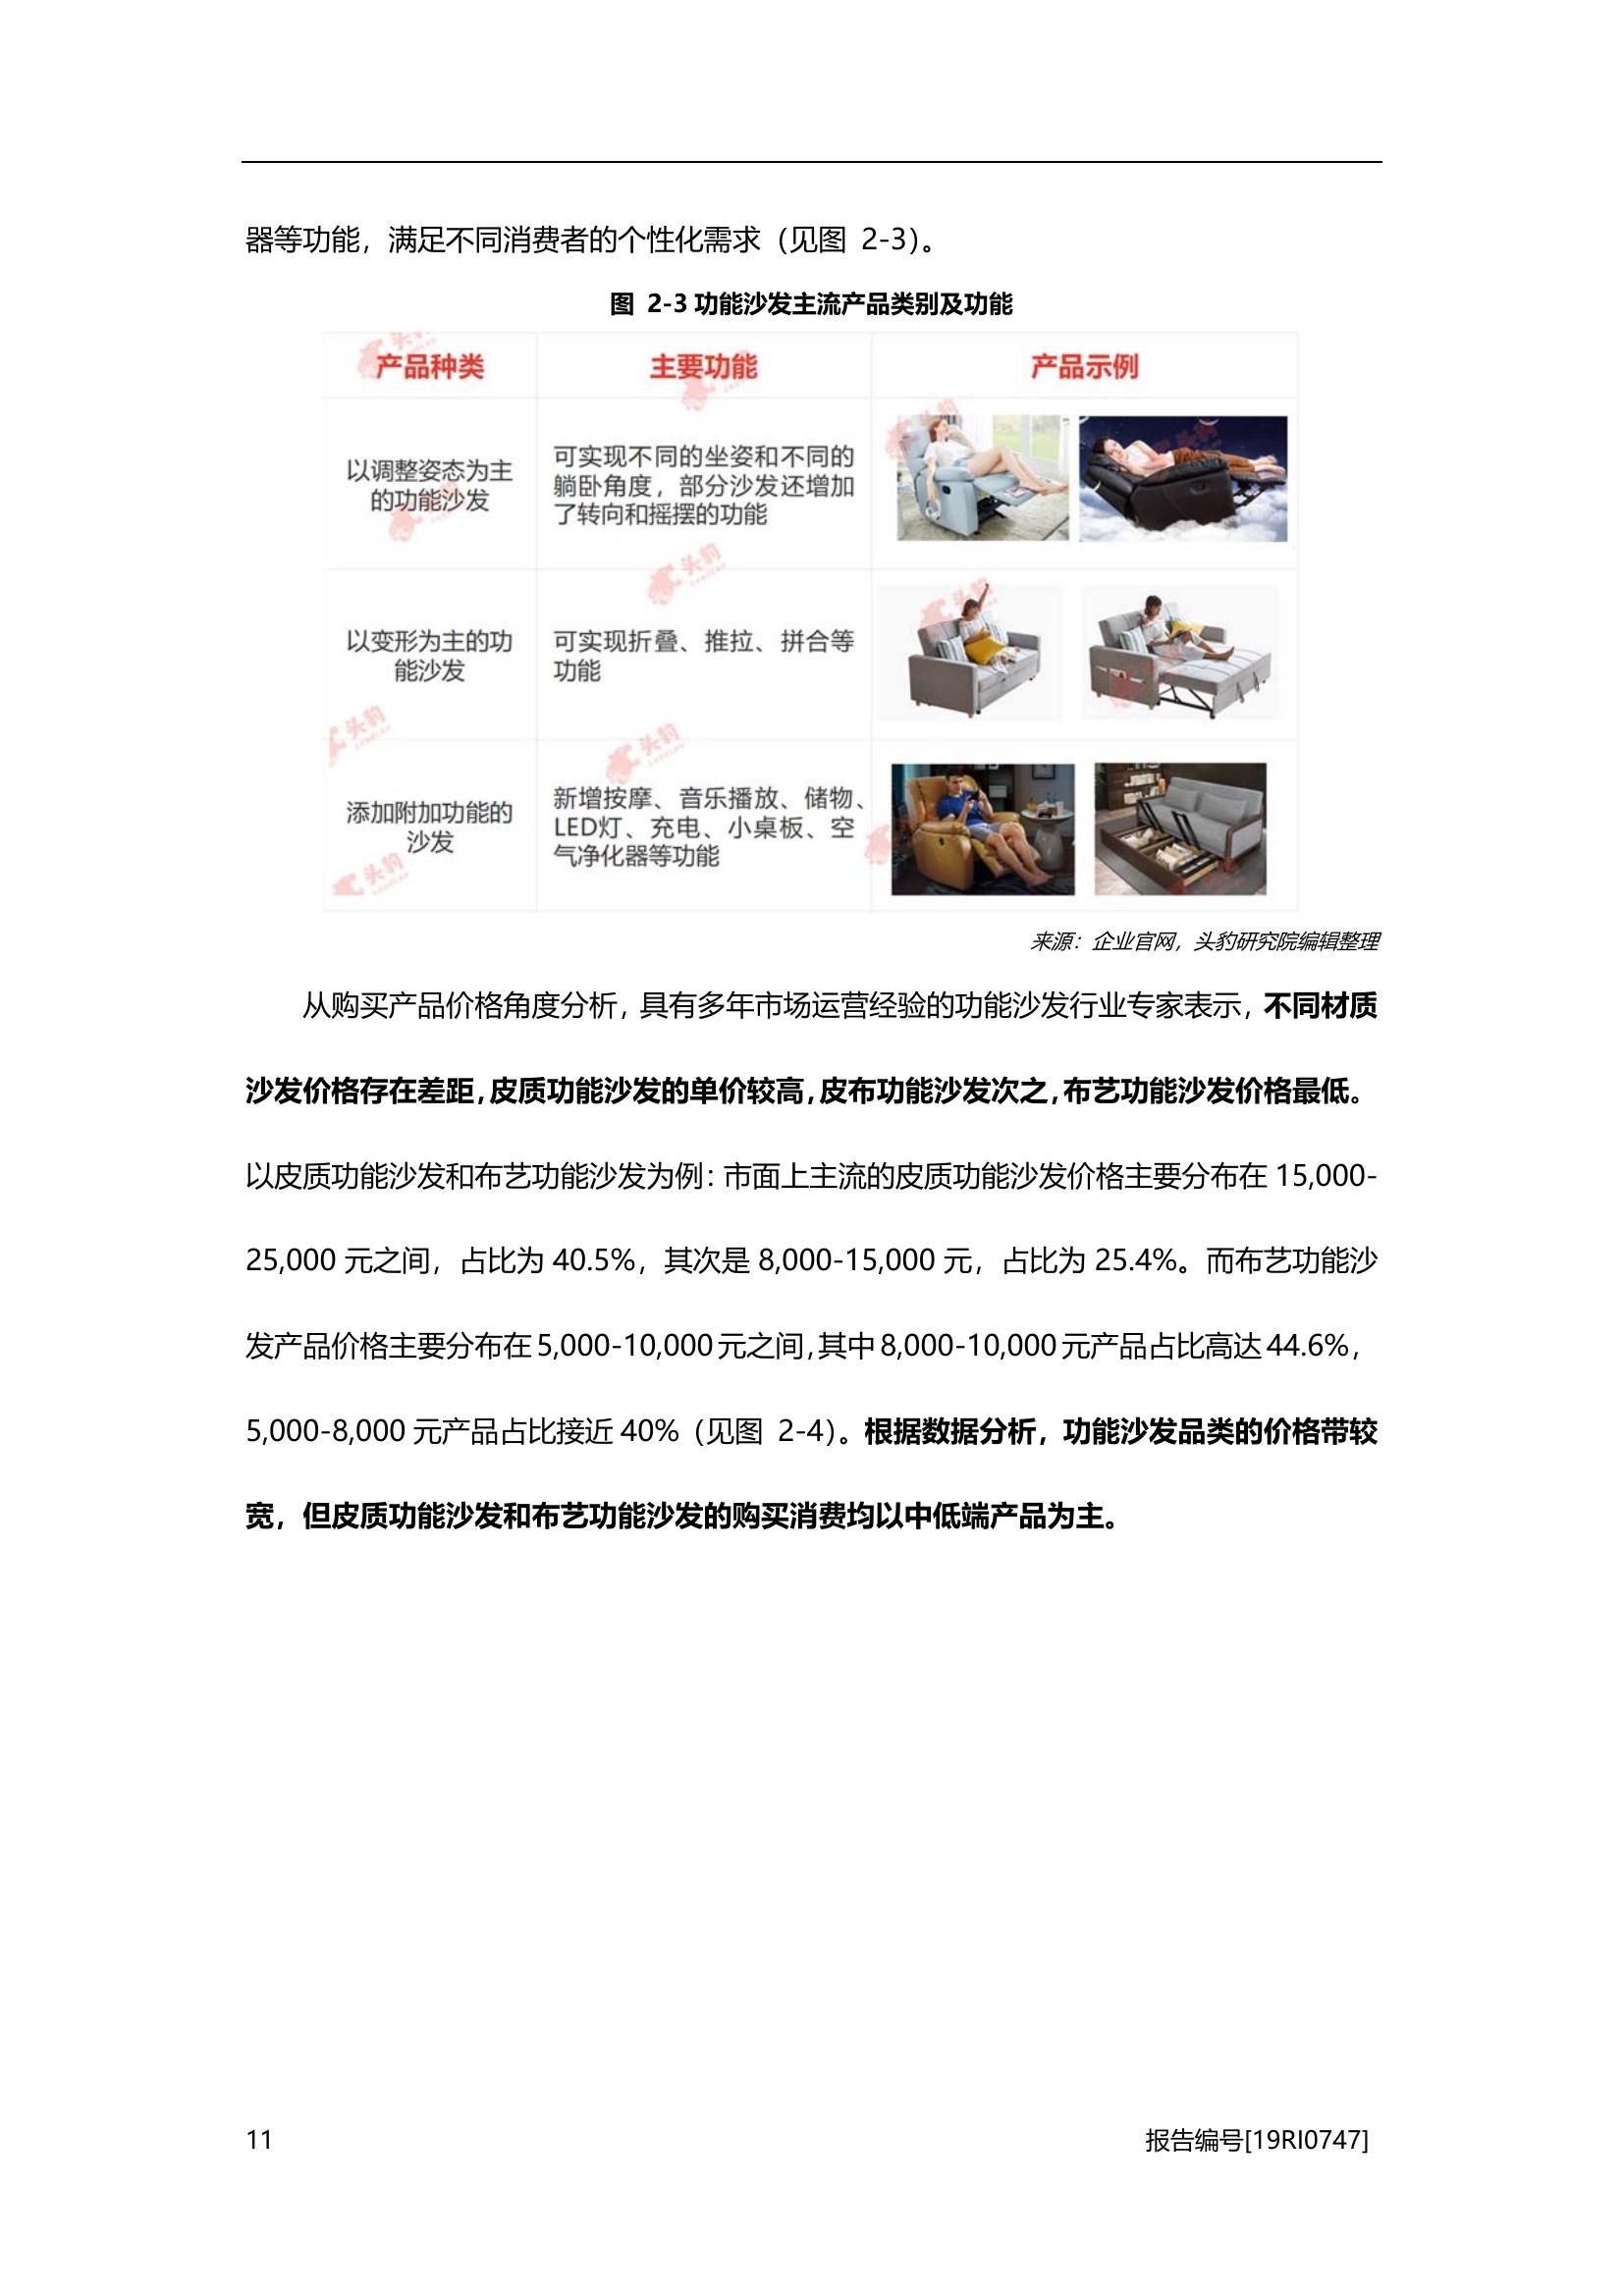 器等功能，满足不同消费者的个性化需求（见图 2-3）。
图 2-3 功能沙发主流产品类别及功能
产品种类
主要功能
产品示例
以调整姿态为主
的功能沙发
可实现不同的坐姿和不同的
躺卧角度，部分沙发还增加
了转向和摇摆的功能
以变形为主的功
能沙发
可实现折叠、推拉、拼合等
功能
添加附加功能的
沙发
新增按摩、音乐播放、储物、
LED灯、充电、小桌板、空
气净化器等功能
头豹
来源：企业官网，头豹研究院编辑整理
从购买产品价格角度分析，具有多年市场运营经验的功能沙发行业专家表示，不同材质
沙发价格存在差距，皮质功能沙发的单价较高，皮布功能沙发次之，布艺功能沙发价格最低。
以皮质功能沙发和布艺功能沙发为例：市面上主流的皮质功能沙发价格主要分布在 15,000-
25,000 元之间，占比为 40.5%，其次是 8,000-15,000 元，占比为 25.4%。而布艺功能沙
发产品价格主要分布在 5,000-10,000 元之间，其中 8,000-10,000 元产品占比高达 44.6%，
5,000-8,000 元产品占比接近 40%（见图 2-4）。根据数据分析，功能沙发品类的价格带较
宽，但皮质功能沙发和布艺功能沙发的购买消费均以中低端产品为主。
11
报告编号[19RI0747]